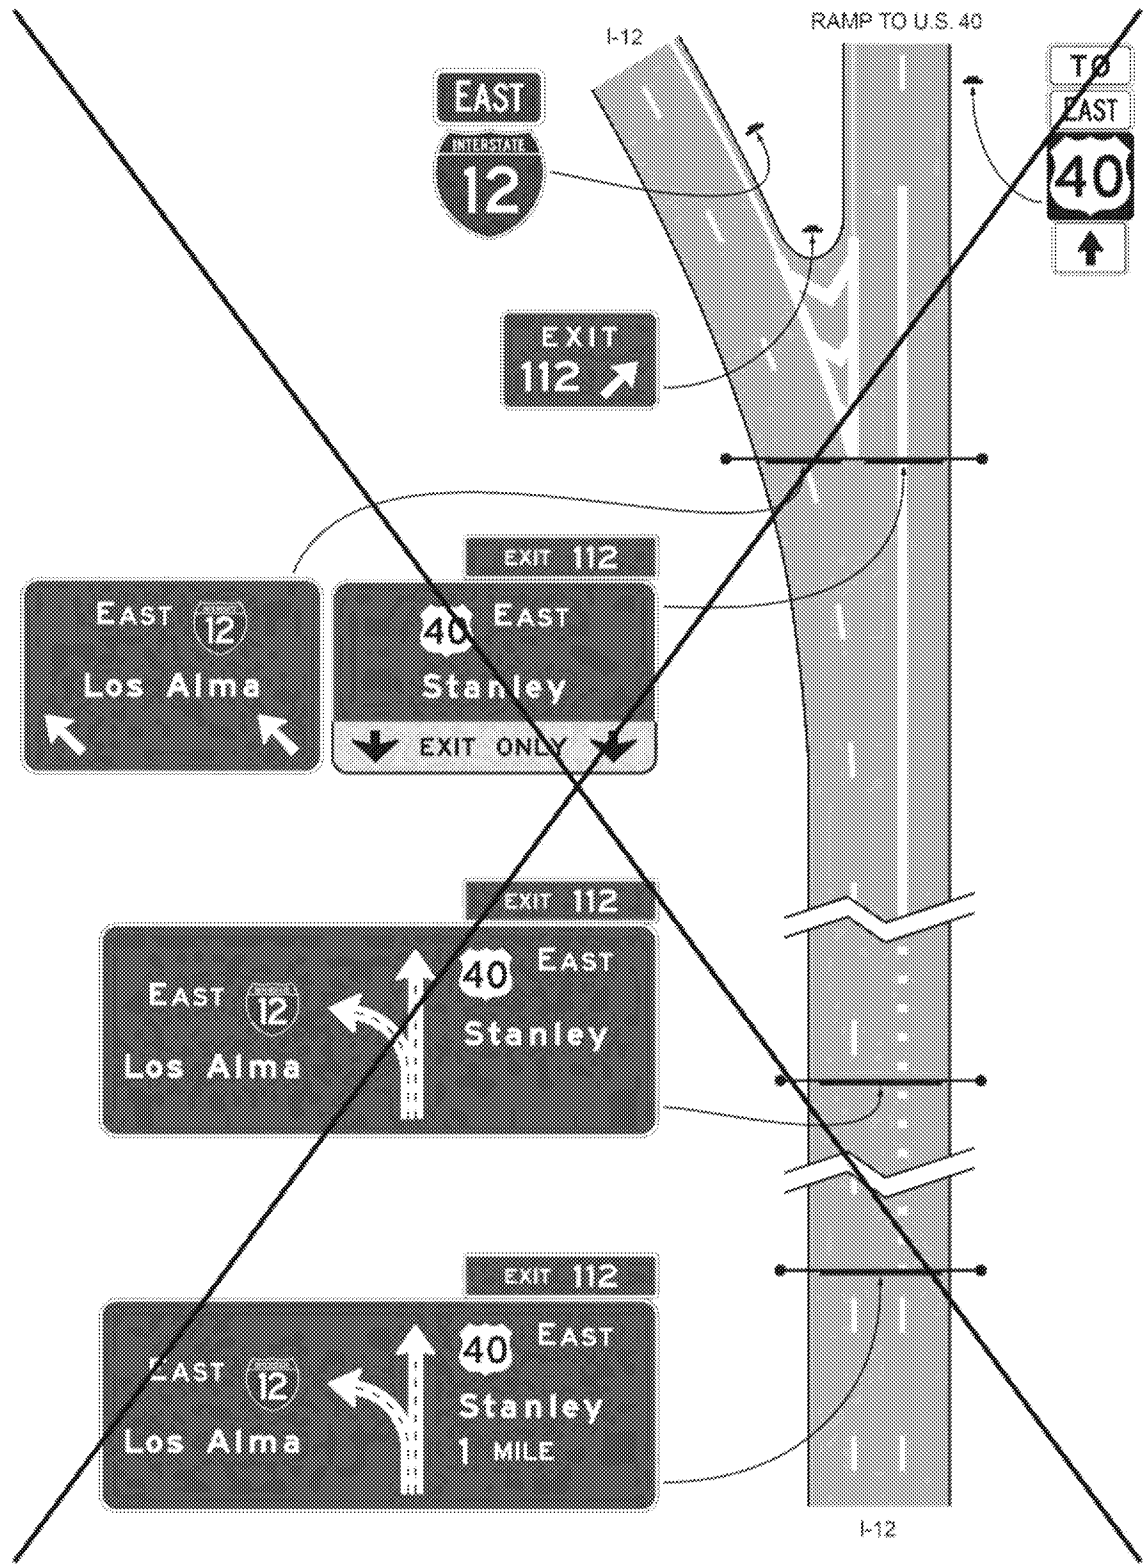 I-12
RAMP TO U.S. 40
EAST
INTERSTATE
12
TO
EAST
40
EXIT
112
EXIT 112
EAST 12
Los Alma
40 EAST
Stanley
EXIT ONLY
EXIT 112
EAST 12
Los Alma
40 EAST
Stanley
EXIT 112
EAST 12
Los Alma
40 EAST
Stanley
1 MILE
I-12